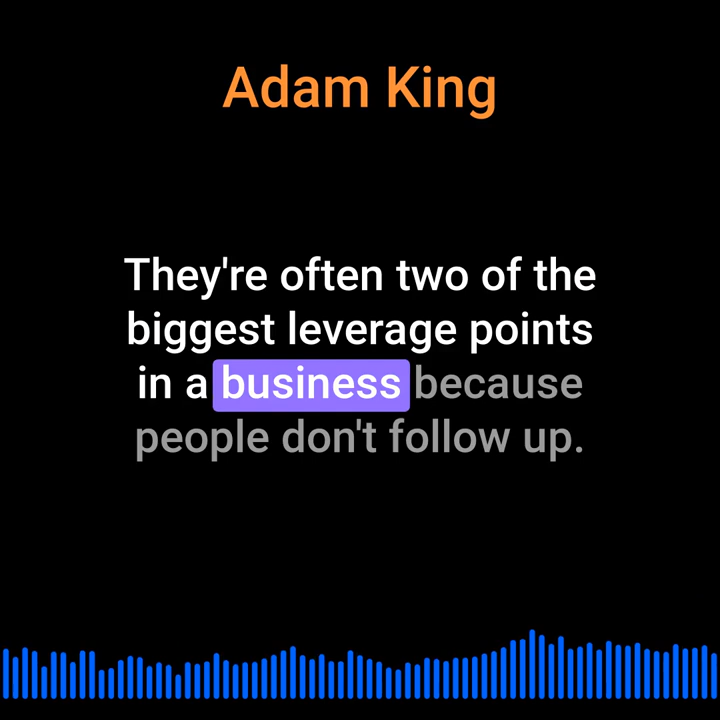 Adam King
They're often two of the
biggest leverage points
in a business because
people don't follow up.